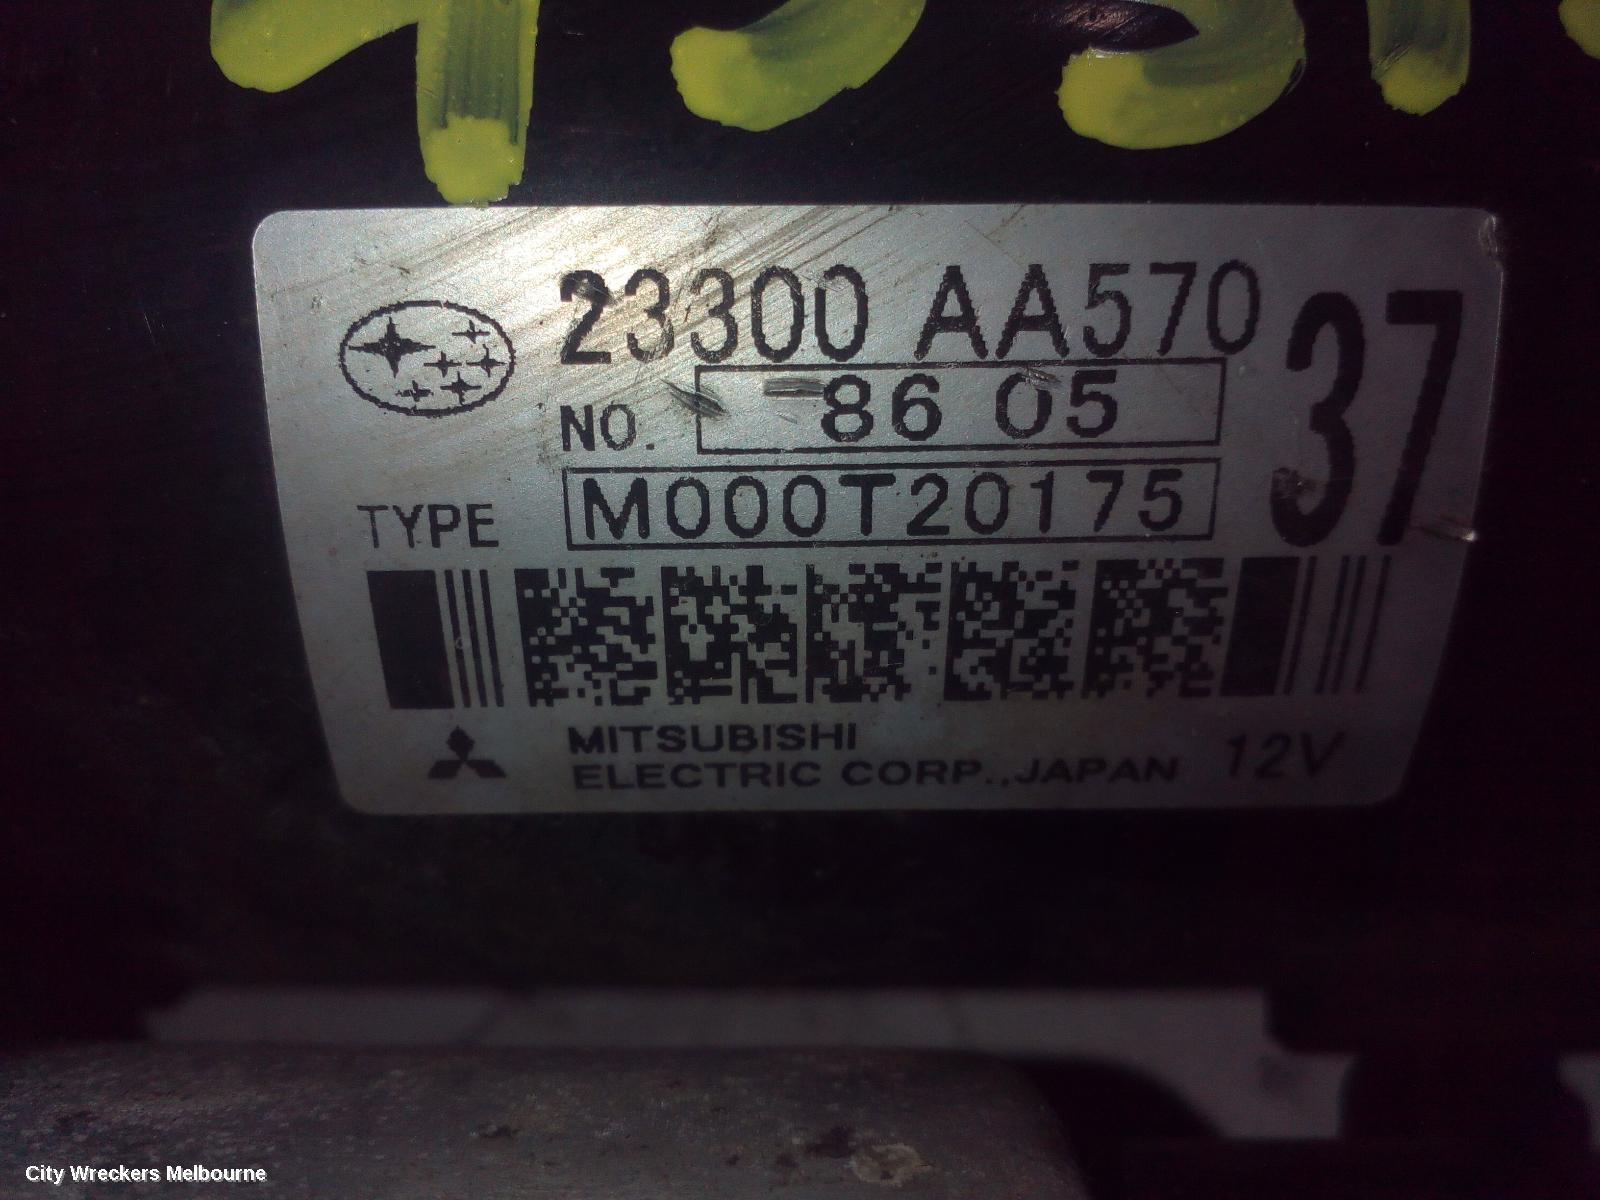 23300 AA570
37
NO. 86 05
TYPE M000T20175
MITSUBISHI
ELECTRIC CORP., JAPAN 12V
City Wreckers Melbourne